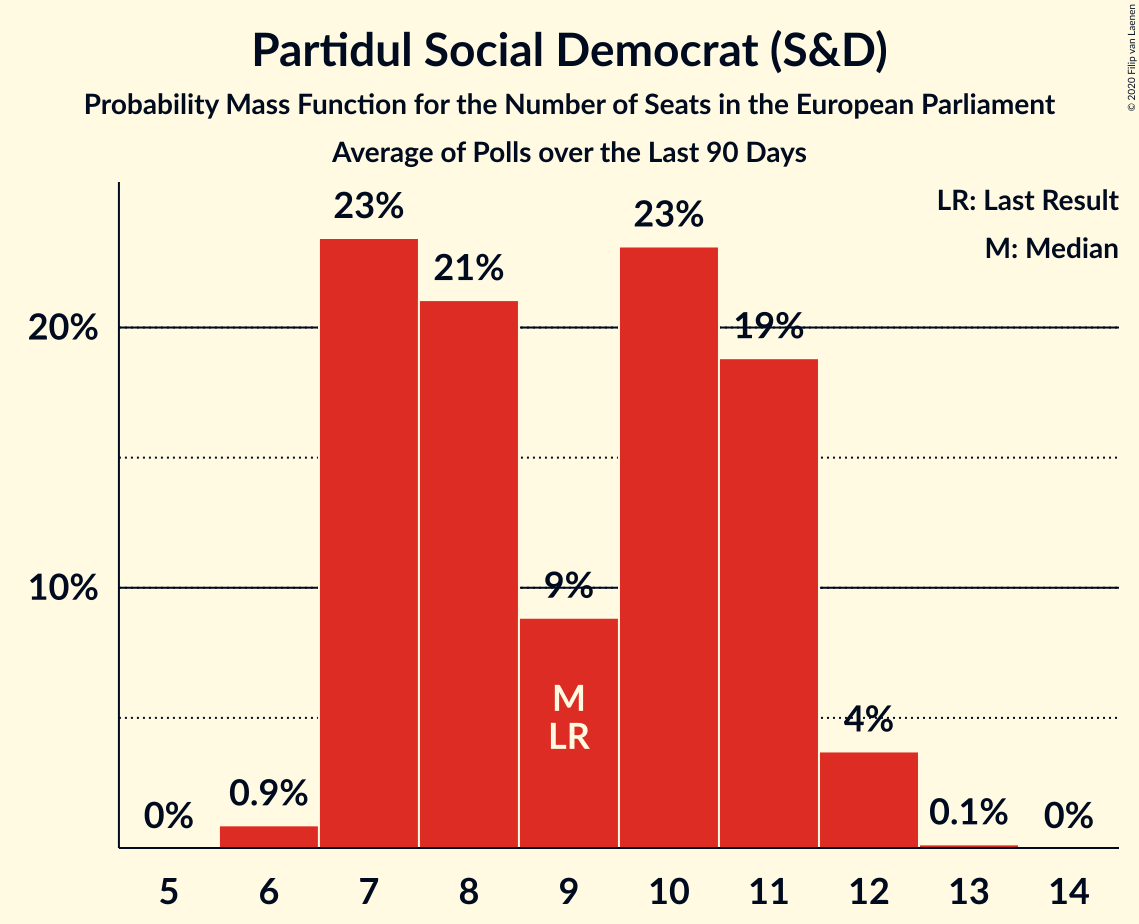 Partidul Social Democrat (S&D)
Probability Mass Function for the Number of Seats in the European Parliament
Average of Polls over the Last 90 Days
© 2020 Filip van Laenen
LR: Last Result
M: Median
23%
21%
9%
23%
19%
4%
0%
0.9%
0.1%
0%
20%
10%
M
LR
5 6 7 8 9 10 11 12 13 14